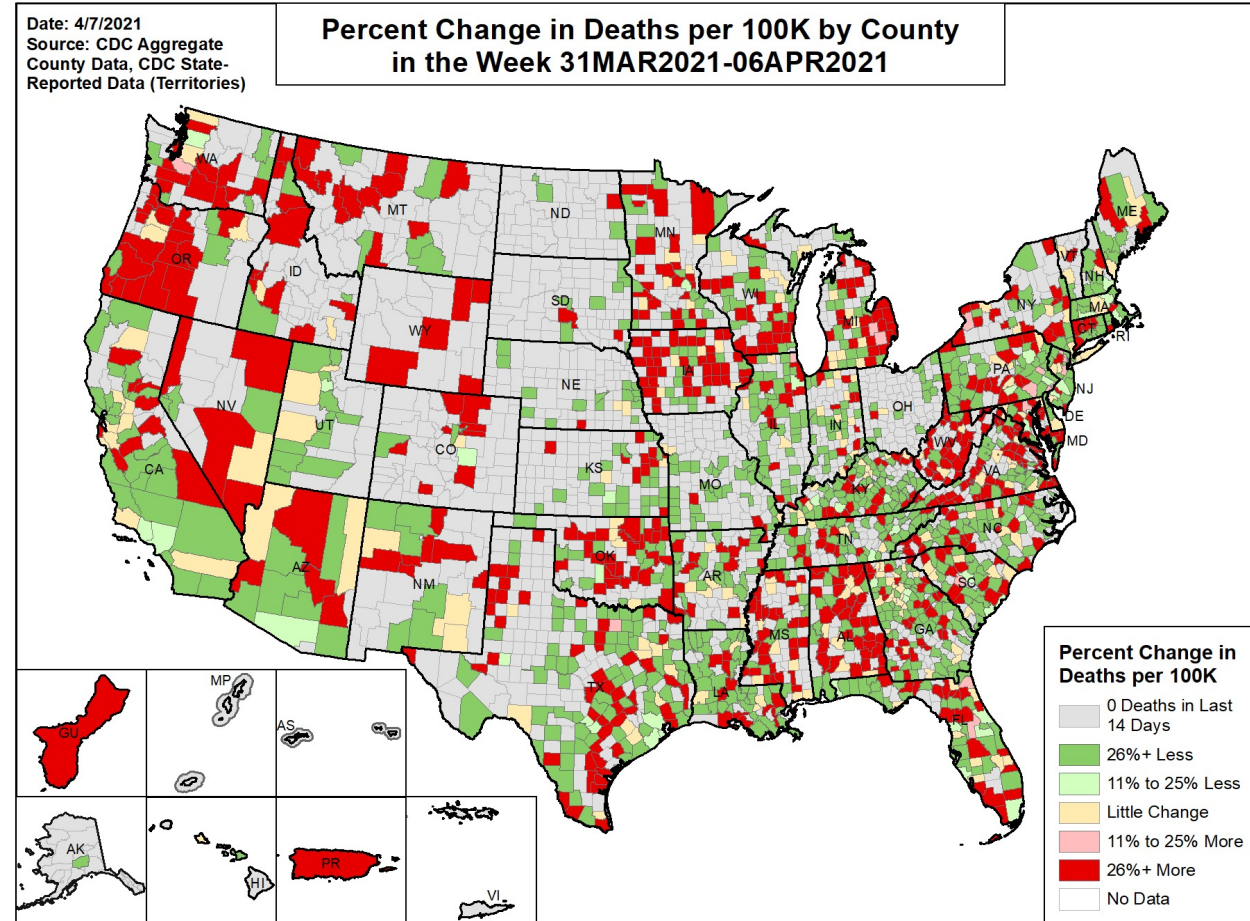 Date: 4/7/2021
Source: CDC Aggregate
County Data, CDC State-
Reported Data (Territories)
Percent Change in Deaths per 100K by County
in the Week 31MAR2021-06APR2021
WA
MT
ND
MN
ME
OR
ID
SD
WI
MI
VT
NH
NY
MA
CT
RI
WY
IA
PA
NJ
NE
NV
UT
CO
IL
IN
OH
DE
MD
WV
VA
CA
KS
MO
KY
AZ
NM
OK
AR
TN
NC
SC
MS
AL
GA
TX
LA
FL
GU
MP
AS
AK
HI
PR
VI
Percent Change in
Deaths per 100K
0 Deaths in Last
14 Days
26%+ Less
11% to 25% Less
Little Change
11% to 25% More
26%+ More
No Data